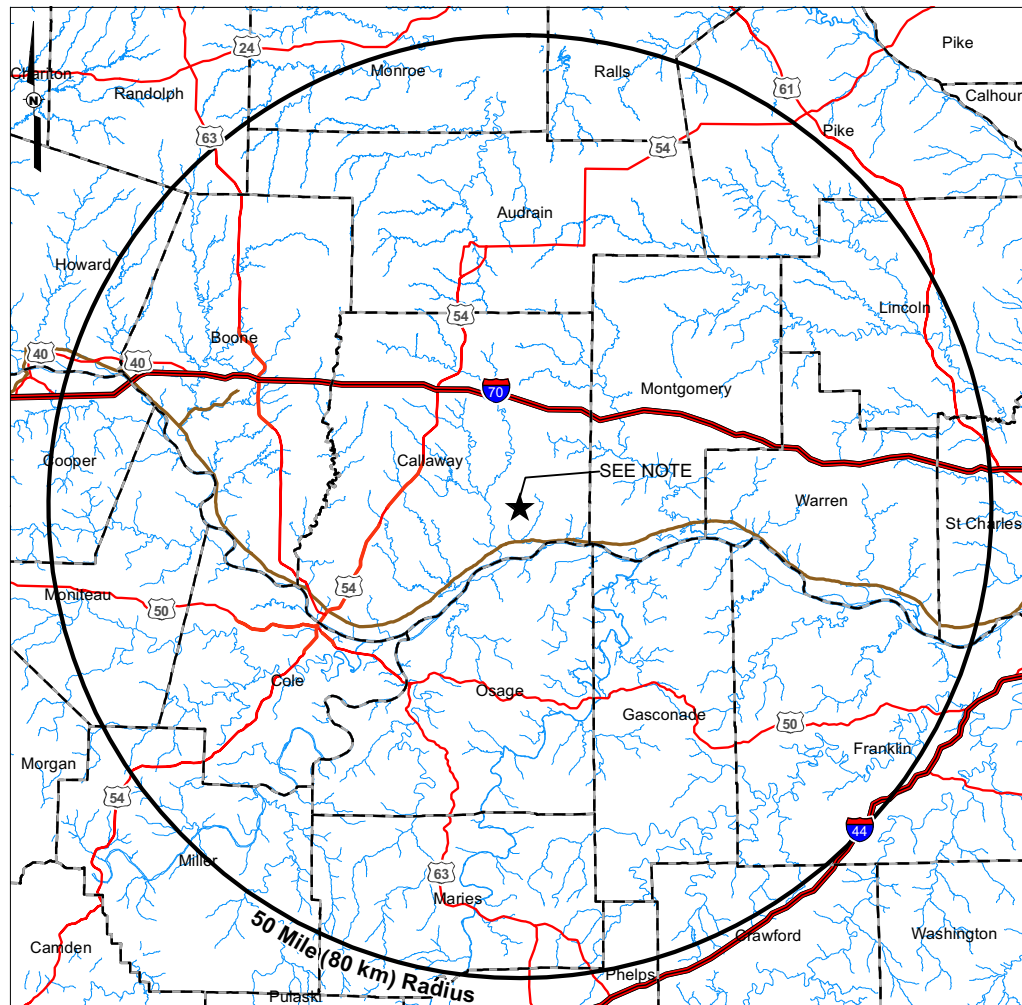 24
Pike
Chariton
Monroe
Ralls
61
Calhoun
Randolph
63
54
Pike
Audrain
Howard
54
Lincoln
Boone
40
40
70
Montgomery
Cooper
Callaway
SEE NOTE
Warren
St Charles
54
Moniteau
50
Cole
Osage
Gasconade
50
Franklin
Morgan
54
44
Miller
63
Maries
50 Mile (80 km) Radius
Camden
Crawford
Washington
Phelps
Pulaski
N